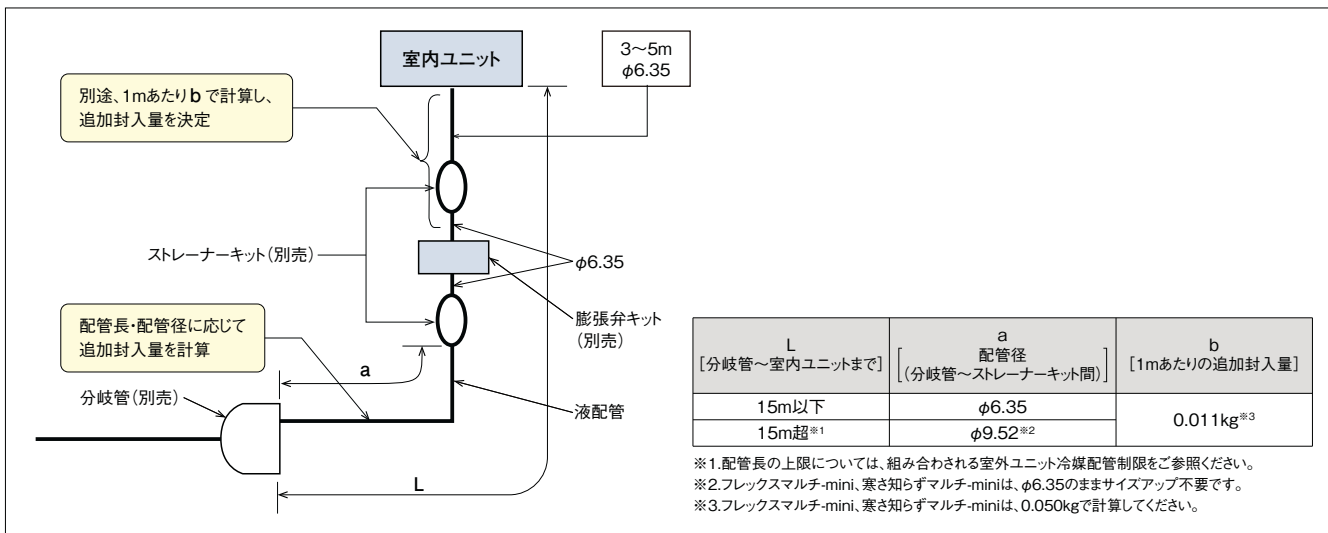 室内ユニット
3～5m
φ6.35
別途、1mあたり b で計算し、
追加封入量を決定
ストレーナーキット(別売)
φ6.35
膨張弁キット
(別売)
配管長・配管径に応じて
追加封入量を計算
a
分岐管(別売)
液配管
L
L
[分岐管～室内ユニットまで]
a
配管径
(分岐管～ストレーナーキット間)
b
[1mあたりの追加封入量]
15m以下 φ6.35 0.011kg※3
15m超※1 φ9.52※2
※1.配管長の上限については、組み合わされる室外ユニット冷媒配管制限をご参照ください。
※2.フレックスマルチ-mini、寒さ知らずマルチ-miniは、φ6.35のままサイズアップ不要です。
※3.フレックスマルチ-mini、寒さ知らずマルチ-miniは、0.050kgで計算してください。